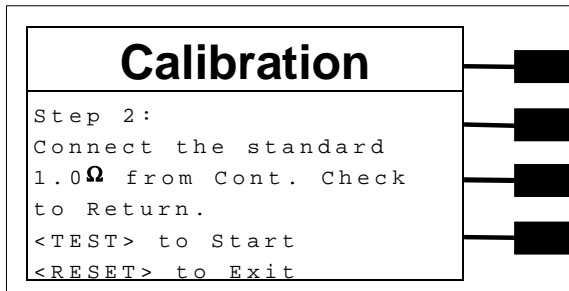 Calibration
Step 2:
Connect the standard
1.0Ω from Cont. Check
to Return.
<TEST> to Start
<RESET> to Exit